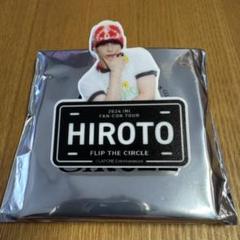 2024 INI
FAN-CON TOUR
HIROTO
FLIP THE CIRCLE